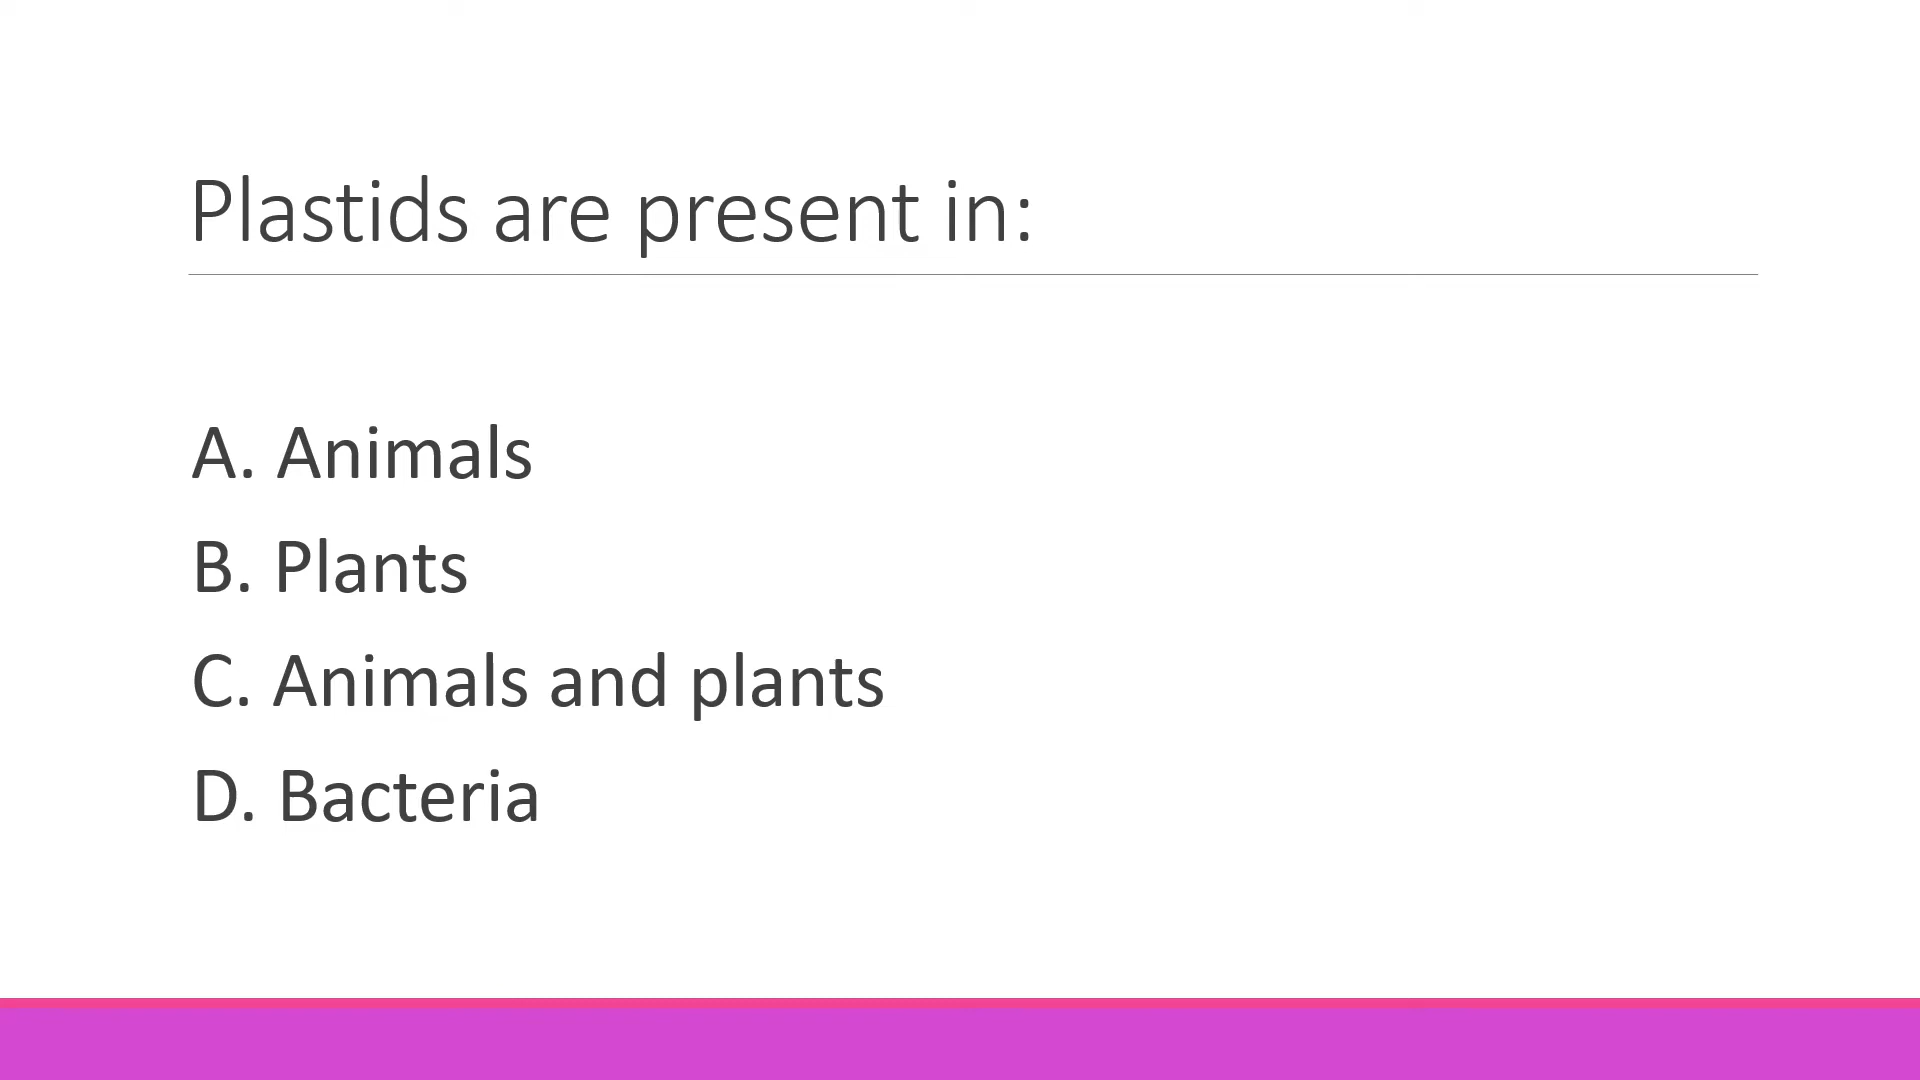 Plastids are present in:
A. Animals
B. Plants
C. Animals and plants
D. Bacteria